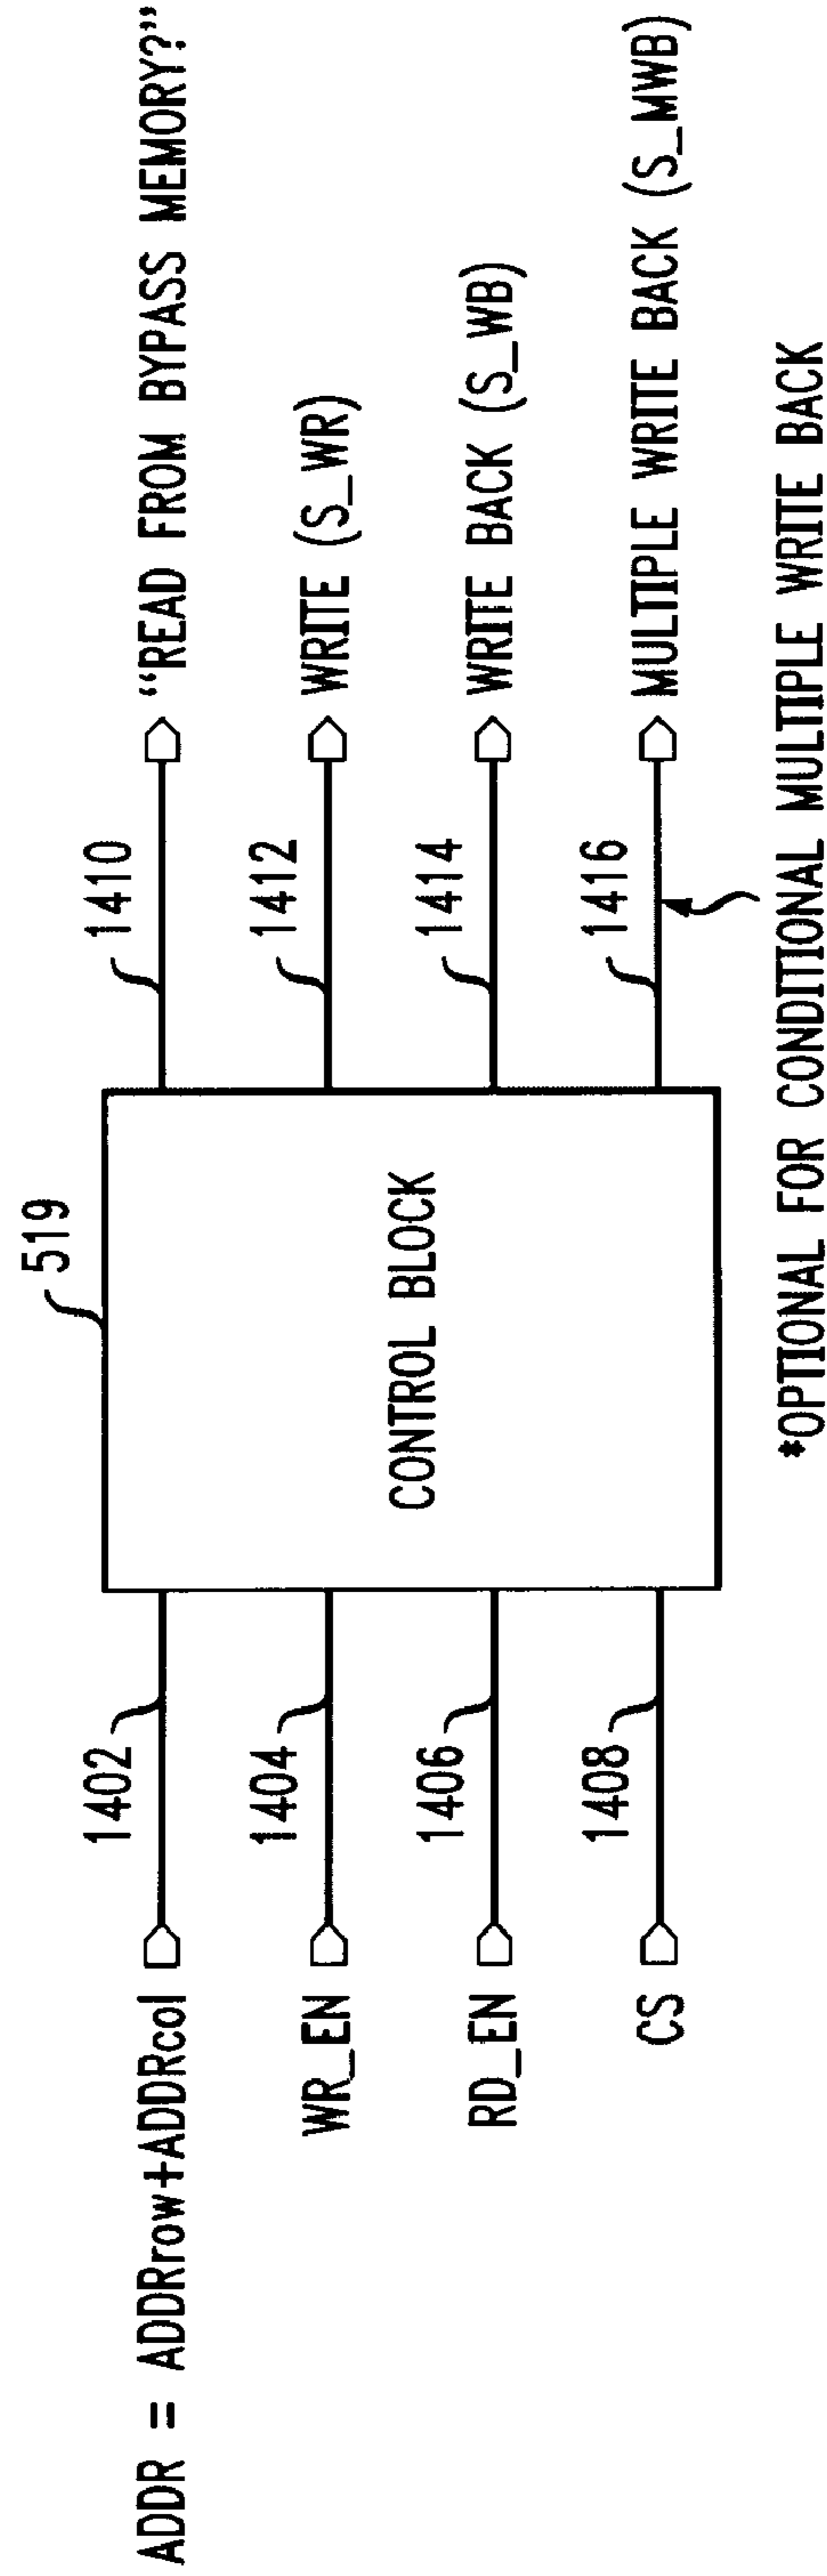 519
1402
1410
ADDR = ADDRrow+ADDRcol
“READ FROM BYPASS MEMORY?”
1404
1412
WR_EN
WRITE (S_WR)
CONTROL BLOCK
1406
1414
RD_EN
WRITE BACK (S_WB)
1408
1416
CS
MULTIPLE WRITE BACK (S_MWB)
*OPTIONAL FOR CONDITIONAL MULTIPLE WRITE BACK